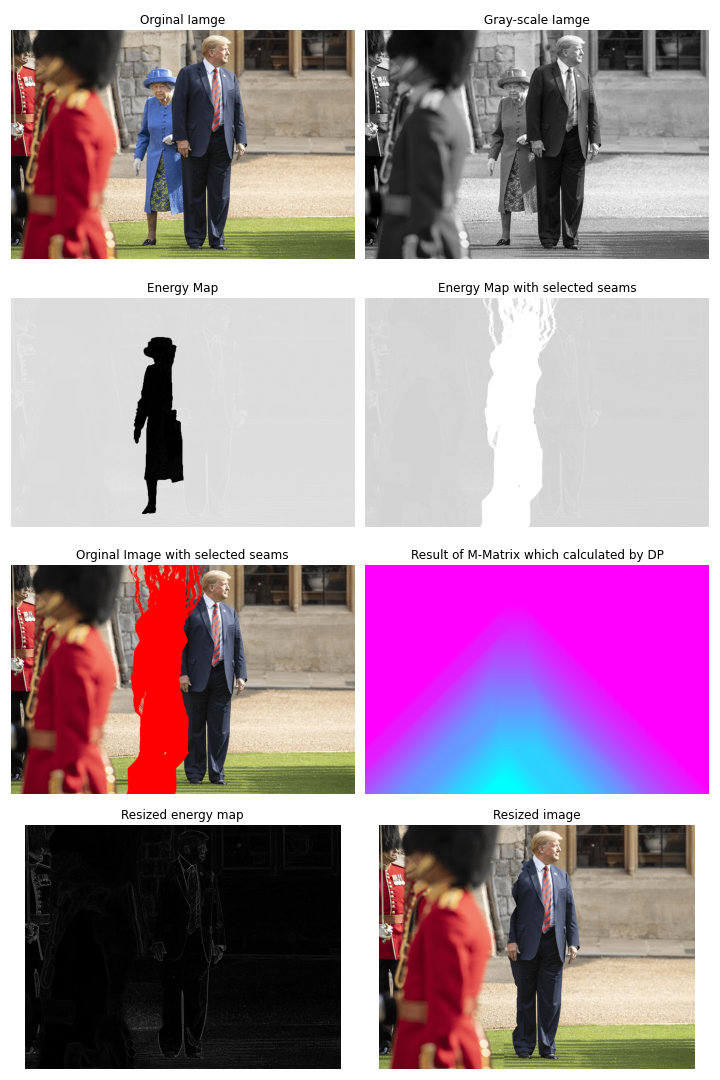 Orginal Iamge
Gray-scale Iamge
Energy Map
Energy Map with selected seams
Orginal Image with selected seams
Result of M-Matrix which calculated by DP
Resized energy map
Resized image